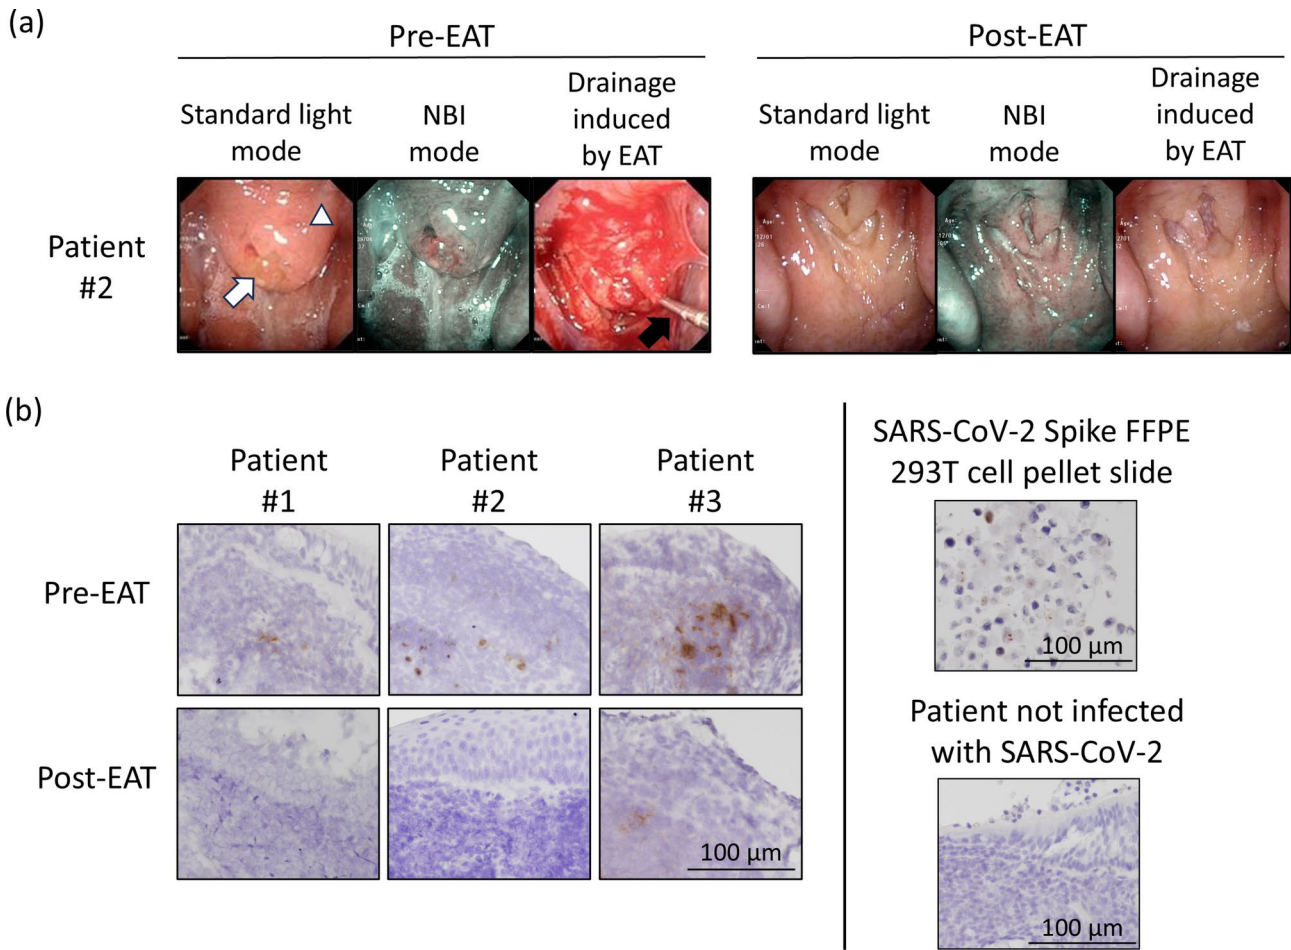 (a)
Pre-EAT
Post-EAT
Standard light
mode
NBI
mode
Drainage
induced
by EAT
Standard light
mode
NBI
mode
Drainage
induced
by EAT
Patient
#2
(b)
Patient
#1
Patient
#2
Patient
#3
Pre-EAT
Post-EAT
100 μm
SARS-CoV-2 Spike FFPE
293T cell pellet slide
100 μm
Patient not infected
with SARS-CoV-2
100 μm